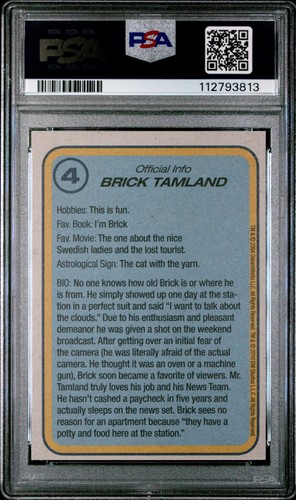 PSA
112793813
4
Official Info
BRICK TAMLAND
Hobbies: This is fun.
Fav. Book: I'm Brick
Fav. Movie: The one about the nice
Swedish ladies and the lost tourist.
Astrological Sign: The cat with the yarn.
BIO: No one knows how old Brick is or where he
is from. He simply showed up one day at the sta-
tion in a perfect suit and said "I want to talk about
the clouds." Due to his enthusiasm and pleasant
demeanor he was given a shot on the weekend
broadcast. After getting over an initial fear of
the camera (he was literally afraid of the actual
camera. He thought it was an oven or a machine
gun), Brick soon became a favorite of viewers. Mr.
Tamland truly loves his job and his News Team.
He hasn't cashed a paycheck in five years and
actually sleeps on the news set. Brick sees no
reason for an apartment because "they have a
potty and food here at the station."